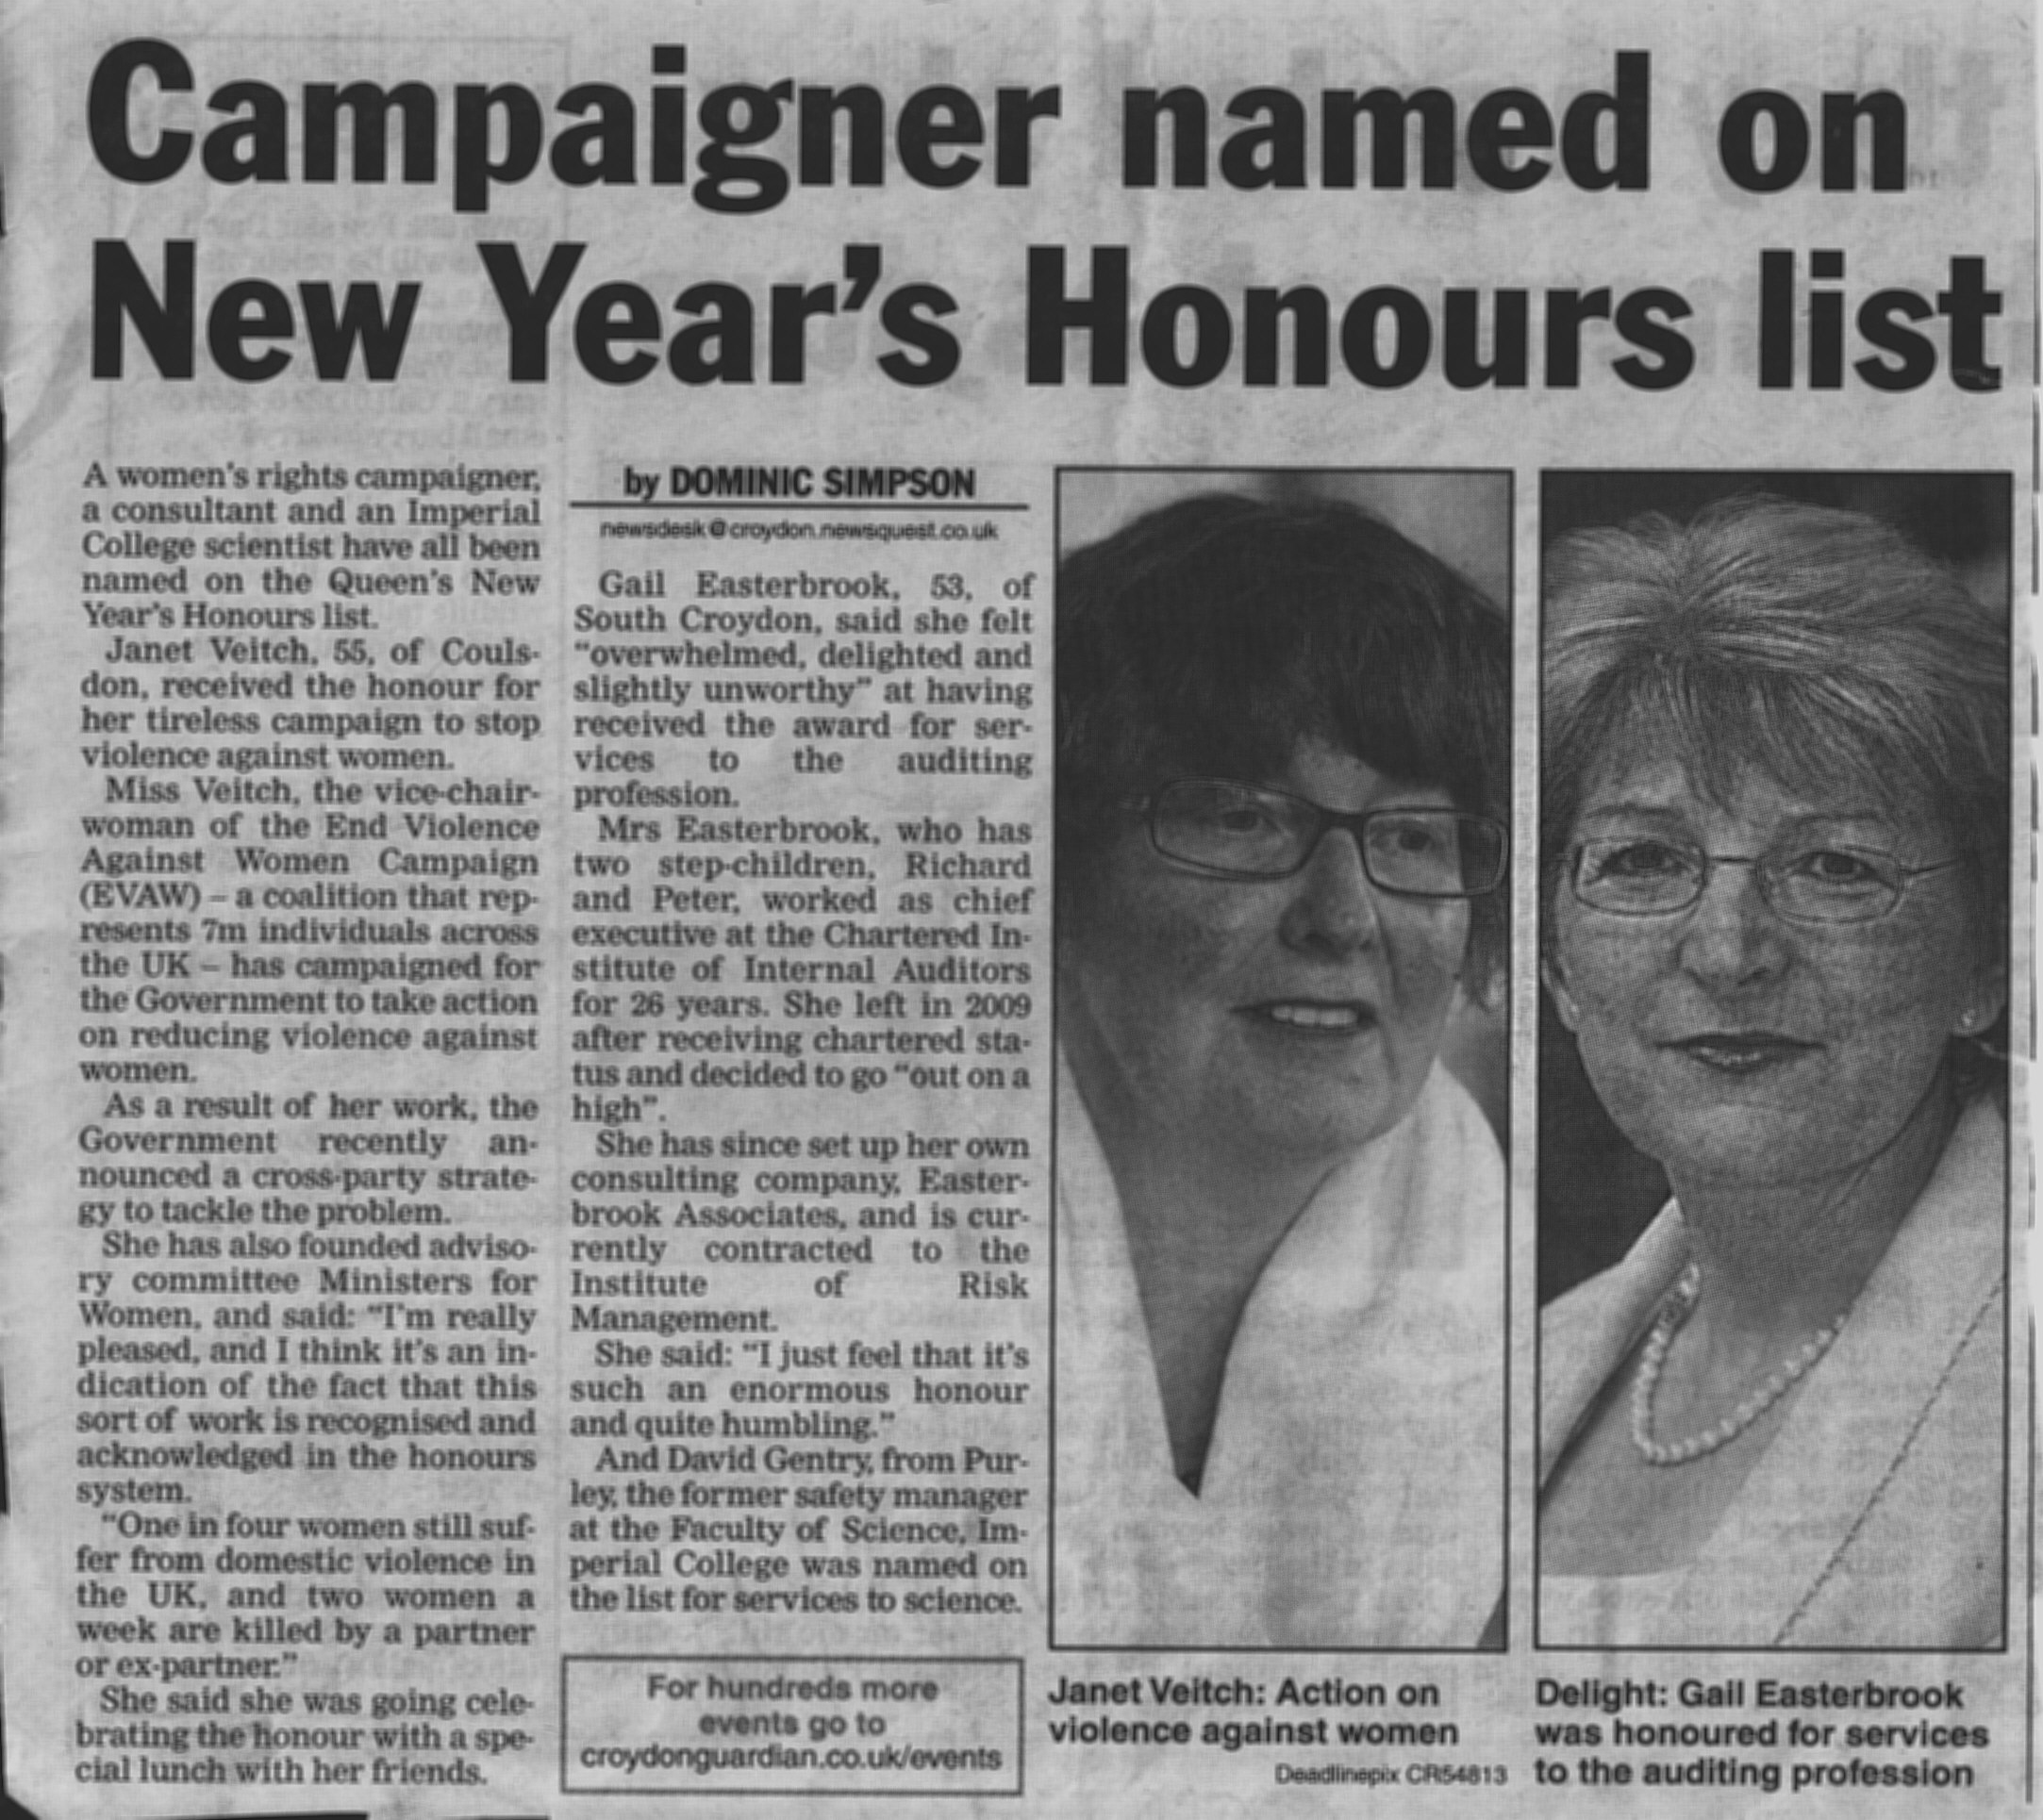 Campaigner named on
New Year's Honours list
A women's rights campaigner,
a consultant and an Imperial
College scientist have all been
named on the Queen's New
Year's Honours list.
Janet Veitch, 55, of Couls-
don, received the honour for
her tireless campaign to stop
violence against women.
Miss Veitch, the vice-chair-
woman of the End Violence
Against Women Campaign
(EVAW) – a coalition that rep-
resents 7m individuals across
the UK – has campaigned for
the Government to take action
on reducing violence against
women.
As a result of her work, the
Government recently an-
nounced a cross-party strate-
gy to tackle the problem.
She has also founded adviso-
ry committee Ministers for
Women, and said: "I'm really
pleased, and I think it's an in-
dication of the fact that this
sort of work is recognised and
acknowledged in the honours
system.
"One in four women still suf-
fer from domestic violence in
the UK, and two women a
week are killed by a partner
or ex-partner."
She said she was going cele-
brating the honour with a spe-
cial lunch with her friends.
by DOMINIC SIMPSON
newsdesk@croydon.newsquest.co.uk
Gail Easterbrook, 53, of
South Croydon, said she felt
"overwhelmed, delighted and
slightly unworthy" at having
received the award for ser-
vices to the auditing
profession.
Mrs Easterbrook, who has
two step-children, Richard
and Peter, worked as chief
executive at the Chartered In-
stitute of Internal Auditors
for 26 years. She left in 2009
after receiving chartered sta-
tus and decided to go "out on a
high".
She has since set up her own
consulting company, Easter-
brook Associates, and is cur-
rently contracted to the
Institute of Risk
Management.
She said: "I just feel that it's
such an enormous honour
and quite humbling."
And David Gentry, from Pur-
ley, the former safety manager
at the Faculty of Science, Im-
perial College was named on
the list for services to science.
For hundreds more
events go to
croydonguardian.co.uk/events
Janet Veitch: Action on
violence against women
Deadlinepix CR54813
Delight: Gail Easterbrook
was honoured for services
to the auditing profession